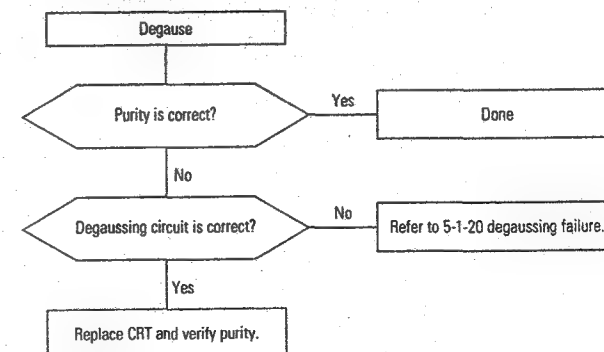 Degause
Purity is correct?
Yes
Done
No
Degaussing circuit is correct?
No
Refer to 5-1-20 degaussing failure.
Yes
Replace CRT and verify purity.